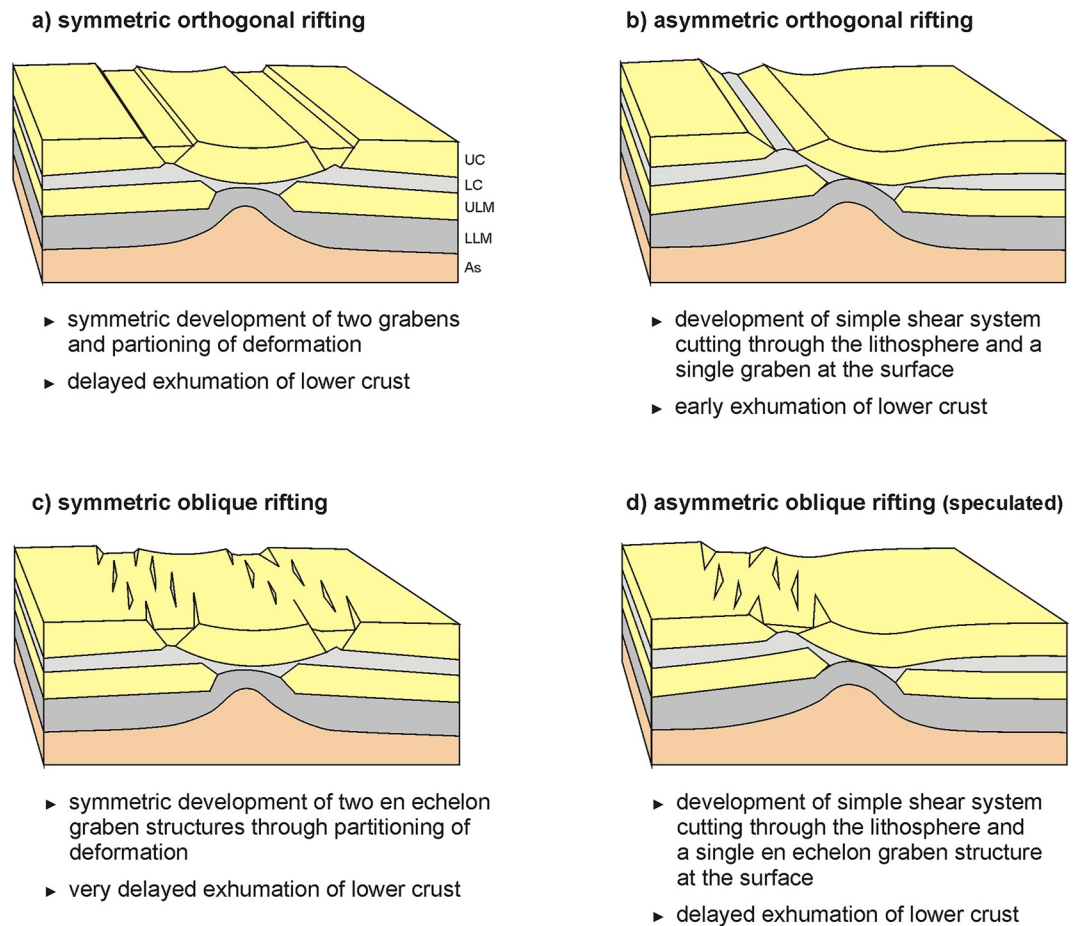 a) symmetric orthogonal rifting
UC
LC
ULM
LLM
As
► symmetric development of two grabens
and partioning of deformation
► delayed exhumation of lower crust
b) asymmetric orthogonal rifting
► development of simple shear system
cutting through the lithosphere and a
single graben at the surface
► early exhumation of lower crust
c) symmetric oblique rifting
► symmetric development of two en echelon
graben structures through partitioning of
deformation
► very delayed exhumation of lower crust
d) asymmetric oblique rifting (speculated)
► development of simple shear system
cutting through the lithosphere and
a single en echelon graben structure
at the surface
► delayed exhumation of lower crust